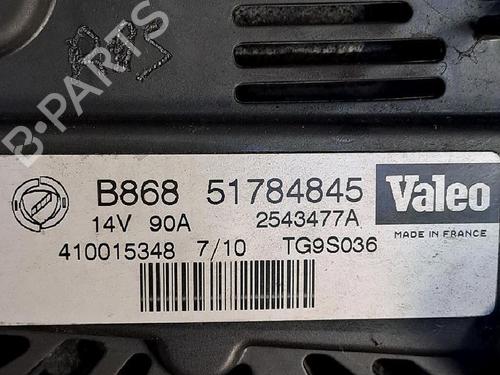 B-PARTS
B868 51784845 Valeo
14V 90A 2543477A MADE IN FRANCE
410015348 7/10 TG9S036